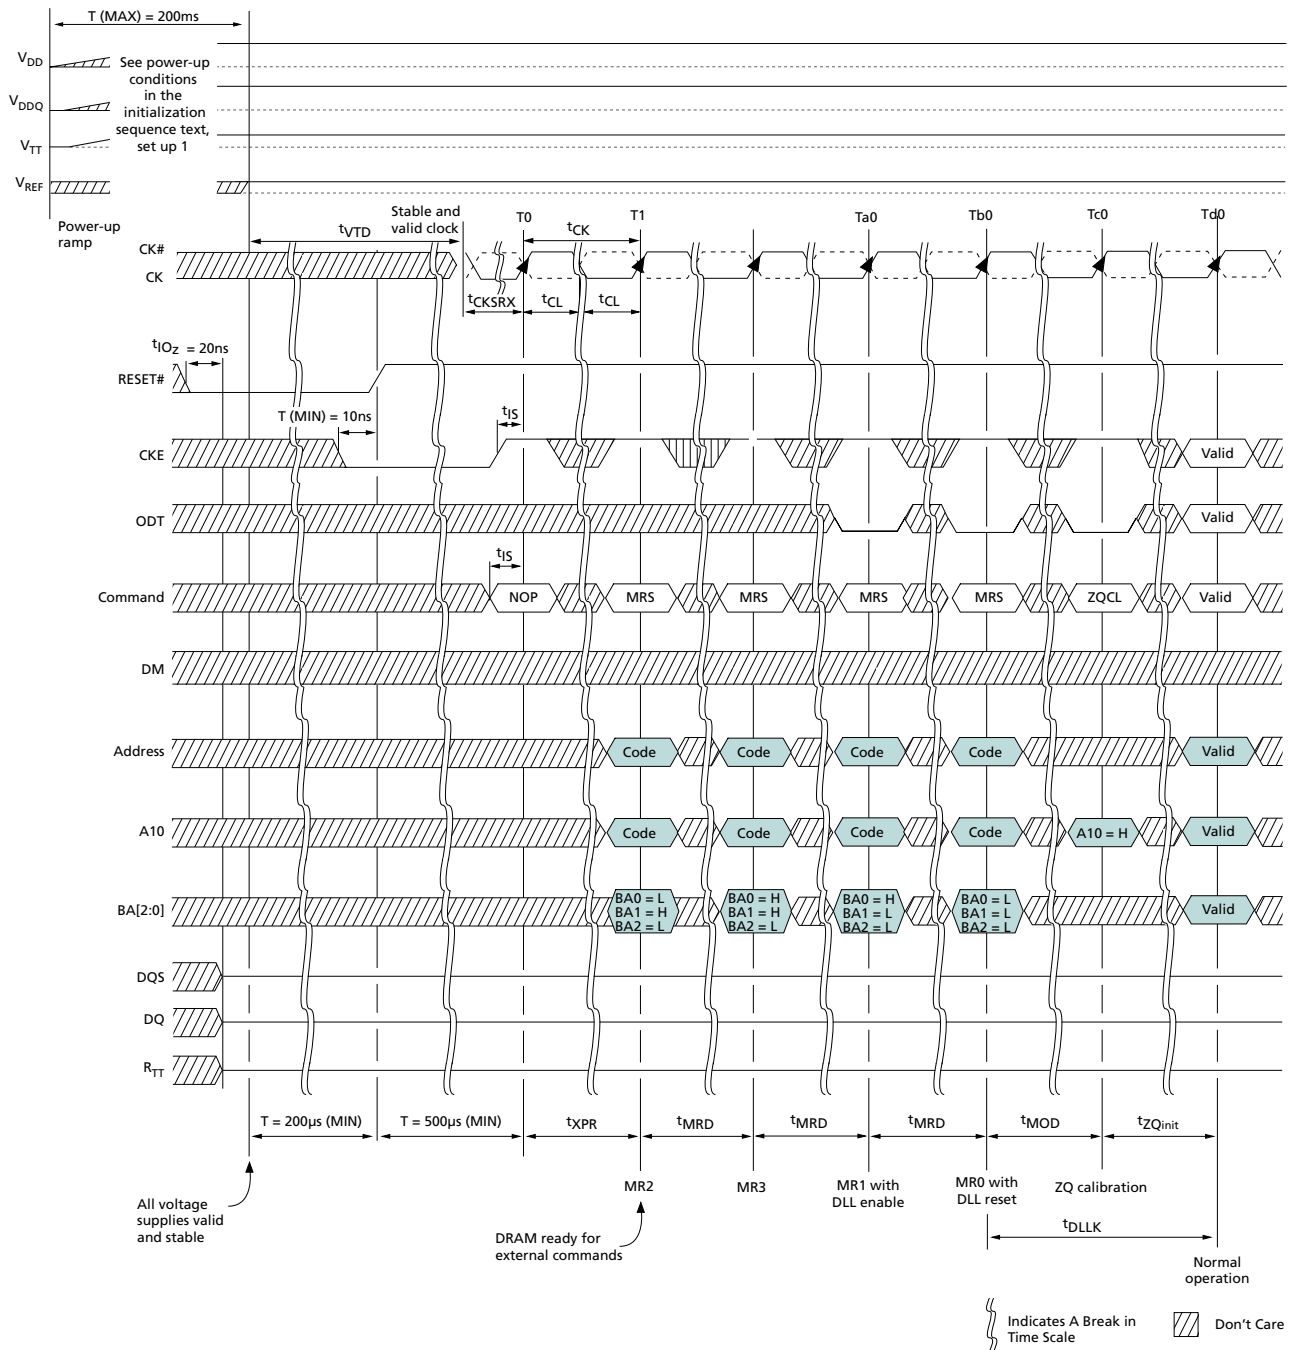 T (MAX) = 200ms
VDD
VDDQ
VTT
VREF
See power-up
conditions
in the
initialization
sequence text,
set up 1
Power-up
ramp
tVTD
Stable and
valid clock
T0
T1
Ta0
Tb0
Tc0
Td0
tCK
CK#
CK
tCKSRX
tCL
tCL
tIOZ = 20ns
RESET#
T (MIN) = 10ns
tIS
CKE
Valid
ODT
Valid
tIS
Command
NOP
MRS
MRS
MRS
MRS
ZQCL
Valid
DM
Address
Code
Code
Code
Code
Valid
A10
Code
Code
Code
Code
A10 = H
Valid
BA[2:0]
BA0 = L
BA1 = H
BA2 = L
BA0 = H
BA1 = H
BA2 = L
BA0 = H
BA1 = L
BA2 = L
BA0 = L
BA1 = L
BA2 = L
Valid
DQS
DQ
RTT
T = 200µs (MIN)
T = 500µs (MIN)
tXPR
tMRD
tMRD
tMRD
tMOD
tZQinit
All voltage
supplies valid
and stable
MR2
MR3
MR1 with
DLL enable
MR0 with
DLL reset
ZQ calibration
DRAM ready for
external commands
tDLLK
Normal
operation
Indicates A Break in
Time Scale
Don't Care